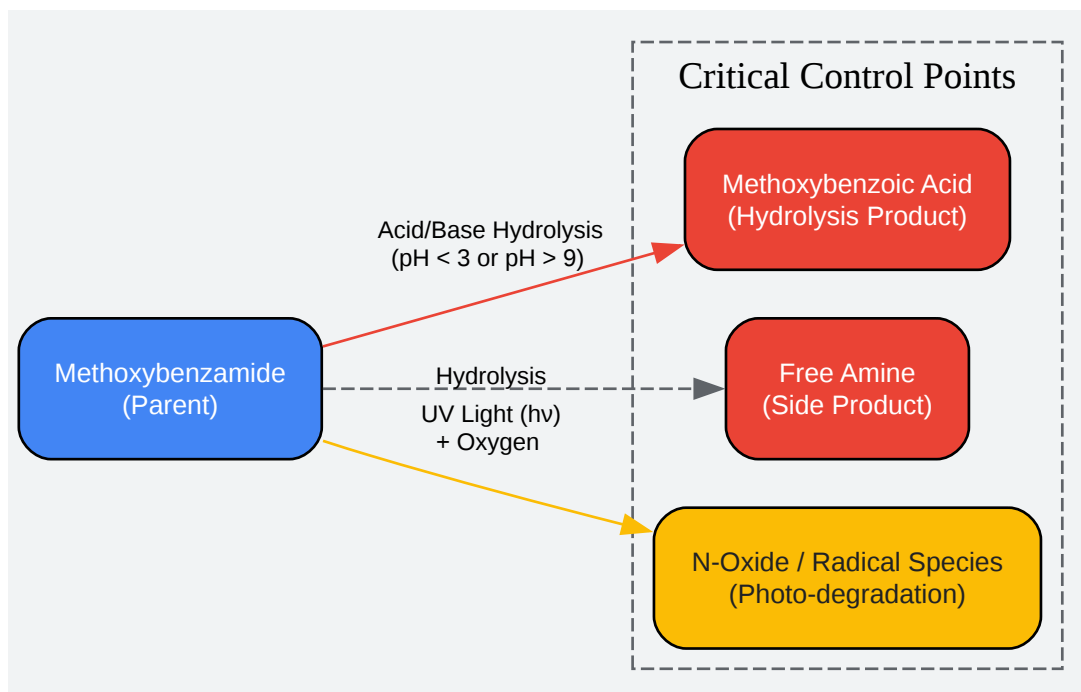 Critical Control Points
Methoxybenzoic Acid
(Hydrolysis Product)
Acid/Base Hydrolysis
(pH < 3 or pH > 9)
Methoxybenzamide
(Parent)
Hydrolysis
Free Amine
(Side Product)
UV Light (hν)
+ Oxygen
N-Oxide / Radical Species
(Photo-degradation)